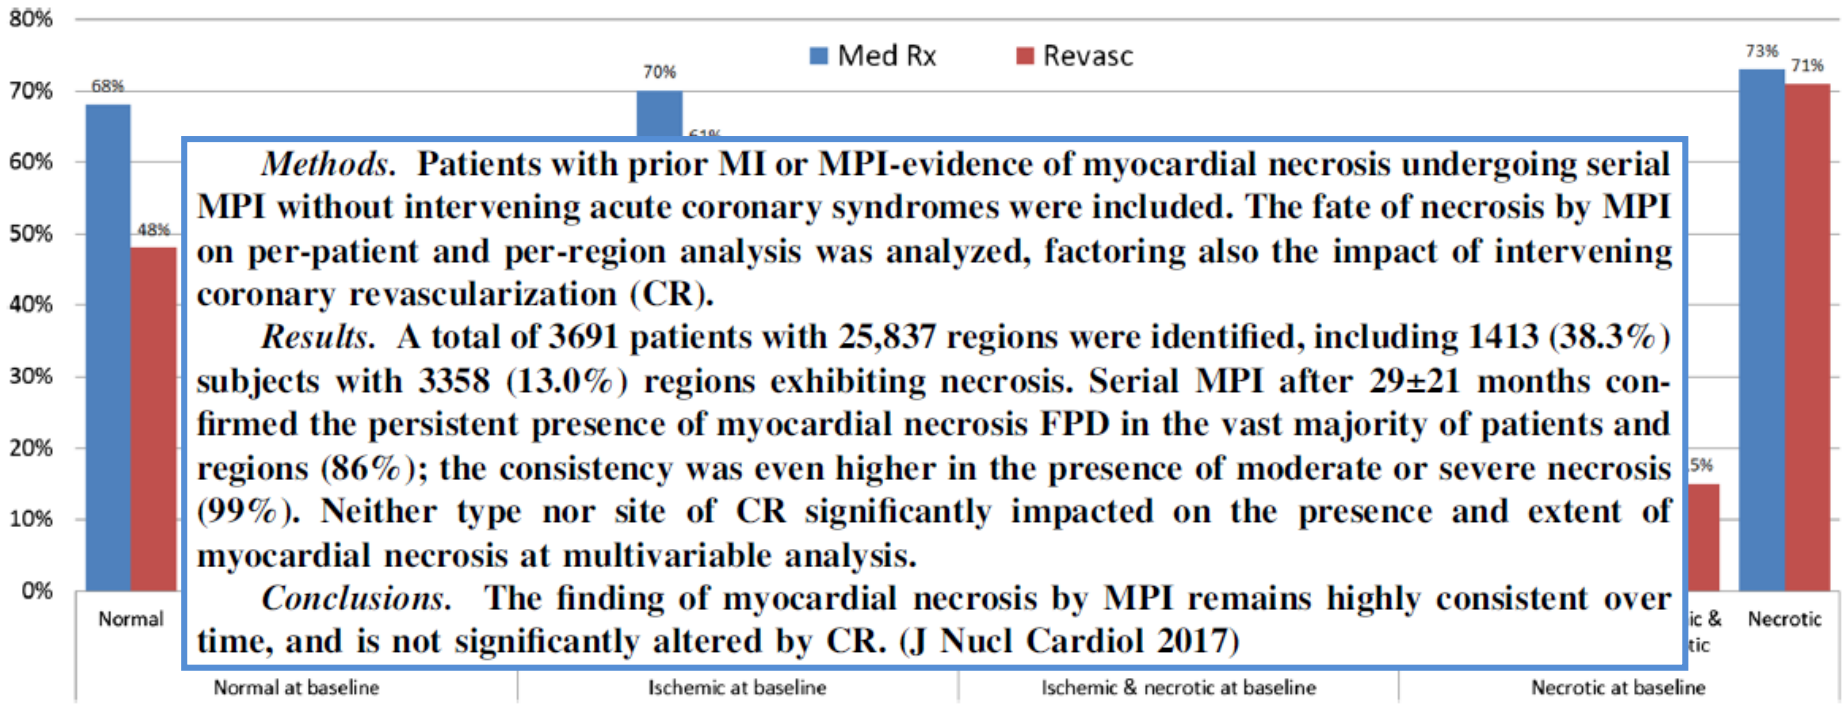 80%
Med Rx
Revasc
73%
71%
70%
68%
70%
61%
Methods. Patients with prior MI or MPI-evidence of myocardial necrosis undergoing serial
60%
MPI without intervening acute coronary syndromes were included. The fate of necrosis by MPI
50%
48%
on per-patient and per-region analysis was analyzed, factoring also the impact of intervening
40%
coronary revascularization (CR).
Results. A total of 3691 patients with 25,837 regions were identified, including 1413 (38.3%)
30%
subjects with 3358 (13.0%) regions exhibiting necrosis. Serial MPI after 29±21 months con-
firmed the persistent presence of myocardial necrosis FPD in the vast majority of patients and
20%
regions (86%); the consistency was even higher in the presence of moderate or severe necrosis
5%
10%
(99%). Neither type nor site of CR significantly impacted on the presence and extent of
myocardial necrosis at multivariable analysis.
0%
Conclusions. The finding of myocardial necrosis by MPI remains highly consistent over
time, and is not significantly altered by CR. (J Nucl Cardiol 2017)
Normal
ic &
tic
Necrotic
Normal at baseline
Ischemic at baseline
Ischemic & necrotic at baseline
Necrotic at baseline